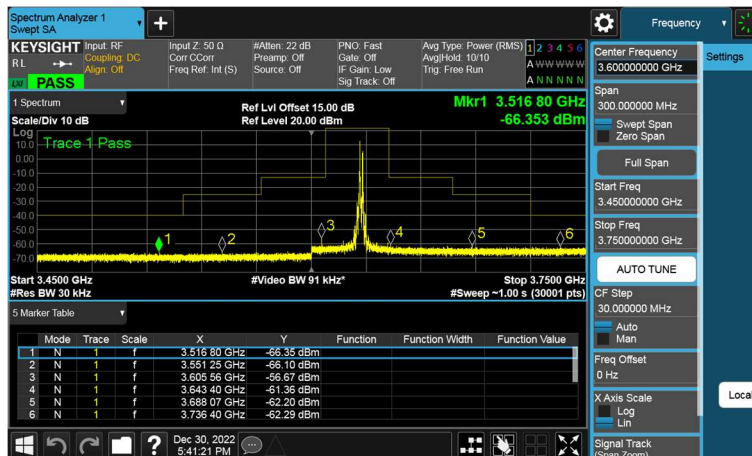 Spectrum Analyzer 1
Swept SA
Frequency
KEYSIGHT
RL
LXI
PASS
Input: RF
Coupling: DC
Align: Off
Input Z: 50 Ω
Corr CCorr
Freq Ref: Int (S)
#Atten: 22 dB
Preamp: Off
Source: Off
PNO: Fast
Gate: Off
IF Gain: Low
Sig Track: Off
Avg Type: Power (RMS)
Avg|Hold: 10/10
Trig: Free Run
1 2 3 4 5 6
A W W W W W
A N N N N N
1 Spectrum
Scale/Div 10 dB
Ref Lvl Offset 15.00 dB
Ref Level 20.00 dBm
Mkr1 3.516 80 GHz
-66.353 dBm
Log
Trace 1 Pass
10.0
0.00
-10.0
-20.0
-30.0
-40.0
-50.0
-60.0
-70.0
1
2
3
4
5
6
Start 3.4500 GHz
#Video BW 91 kHz*
Stop 3.7500 GHz
#Res BW 30 kHz
#Sweep ~1.00 s (30001 pts)
5 Marker Table
Mode Trace Scale X Y Function Function Width Function Value
1 N 1 f 3.516 80 GHz -66.35 dBm
2 N 1 f 3.551 25 GHz -66.10 dBm
3 N 1 f 3.605 56 GHz -56.67 dBm
4 N 1 f 3.643 40 GHz -61.36 dBm
5 N 1 f 3.688 07 GHz -62.20 dBm
6 N 1 f 3.736 40 GHz -62.29 dBm
?
Dec 30, 2022
5:41:21 PM
Center Frequency
3.600000000 GHz
Settings
Span
300.000000 MHz
Swept Span
Zero Span
Full Span
Start Freq
3.450000000 GHz
Stop Freq
3.750000000 GHz
AUTO TUNE
CF Step
30.000000 MHz
Auto
Man
Freq Offset
0 Hz
X Axis Scale
Log
Lin
Local
Signal Track
(Span Zoom)